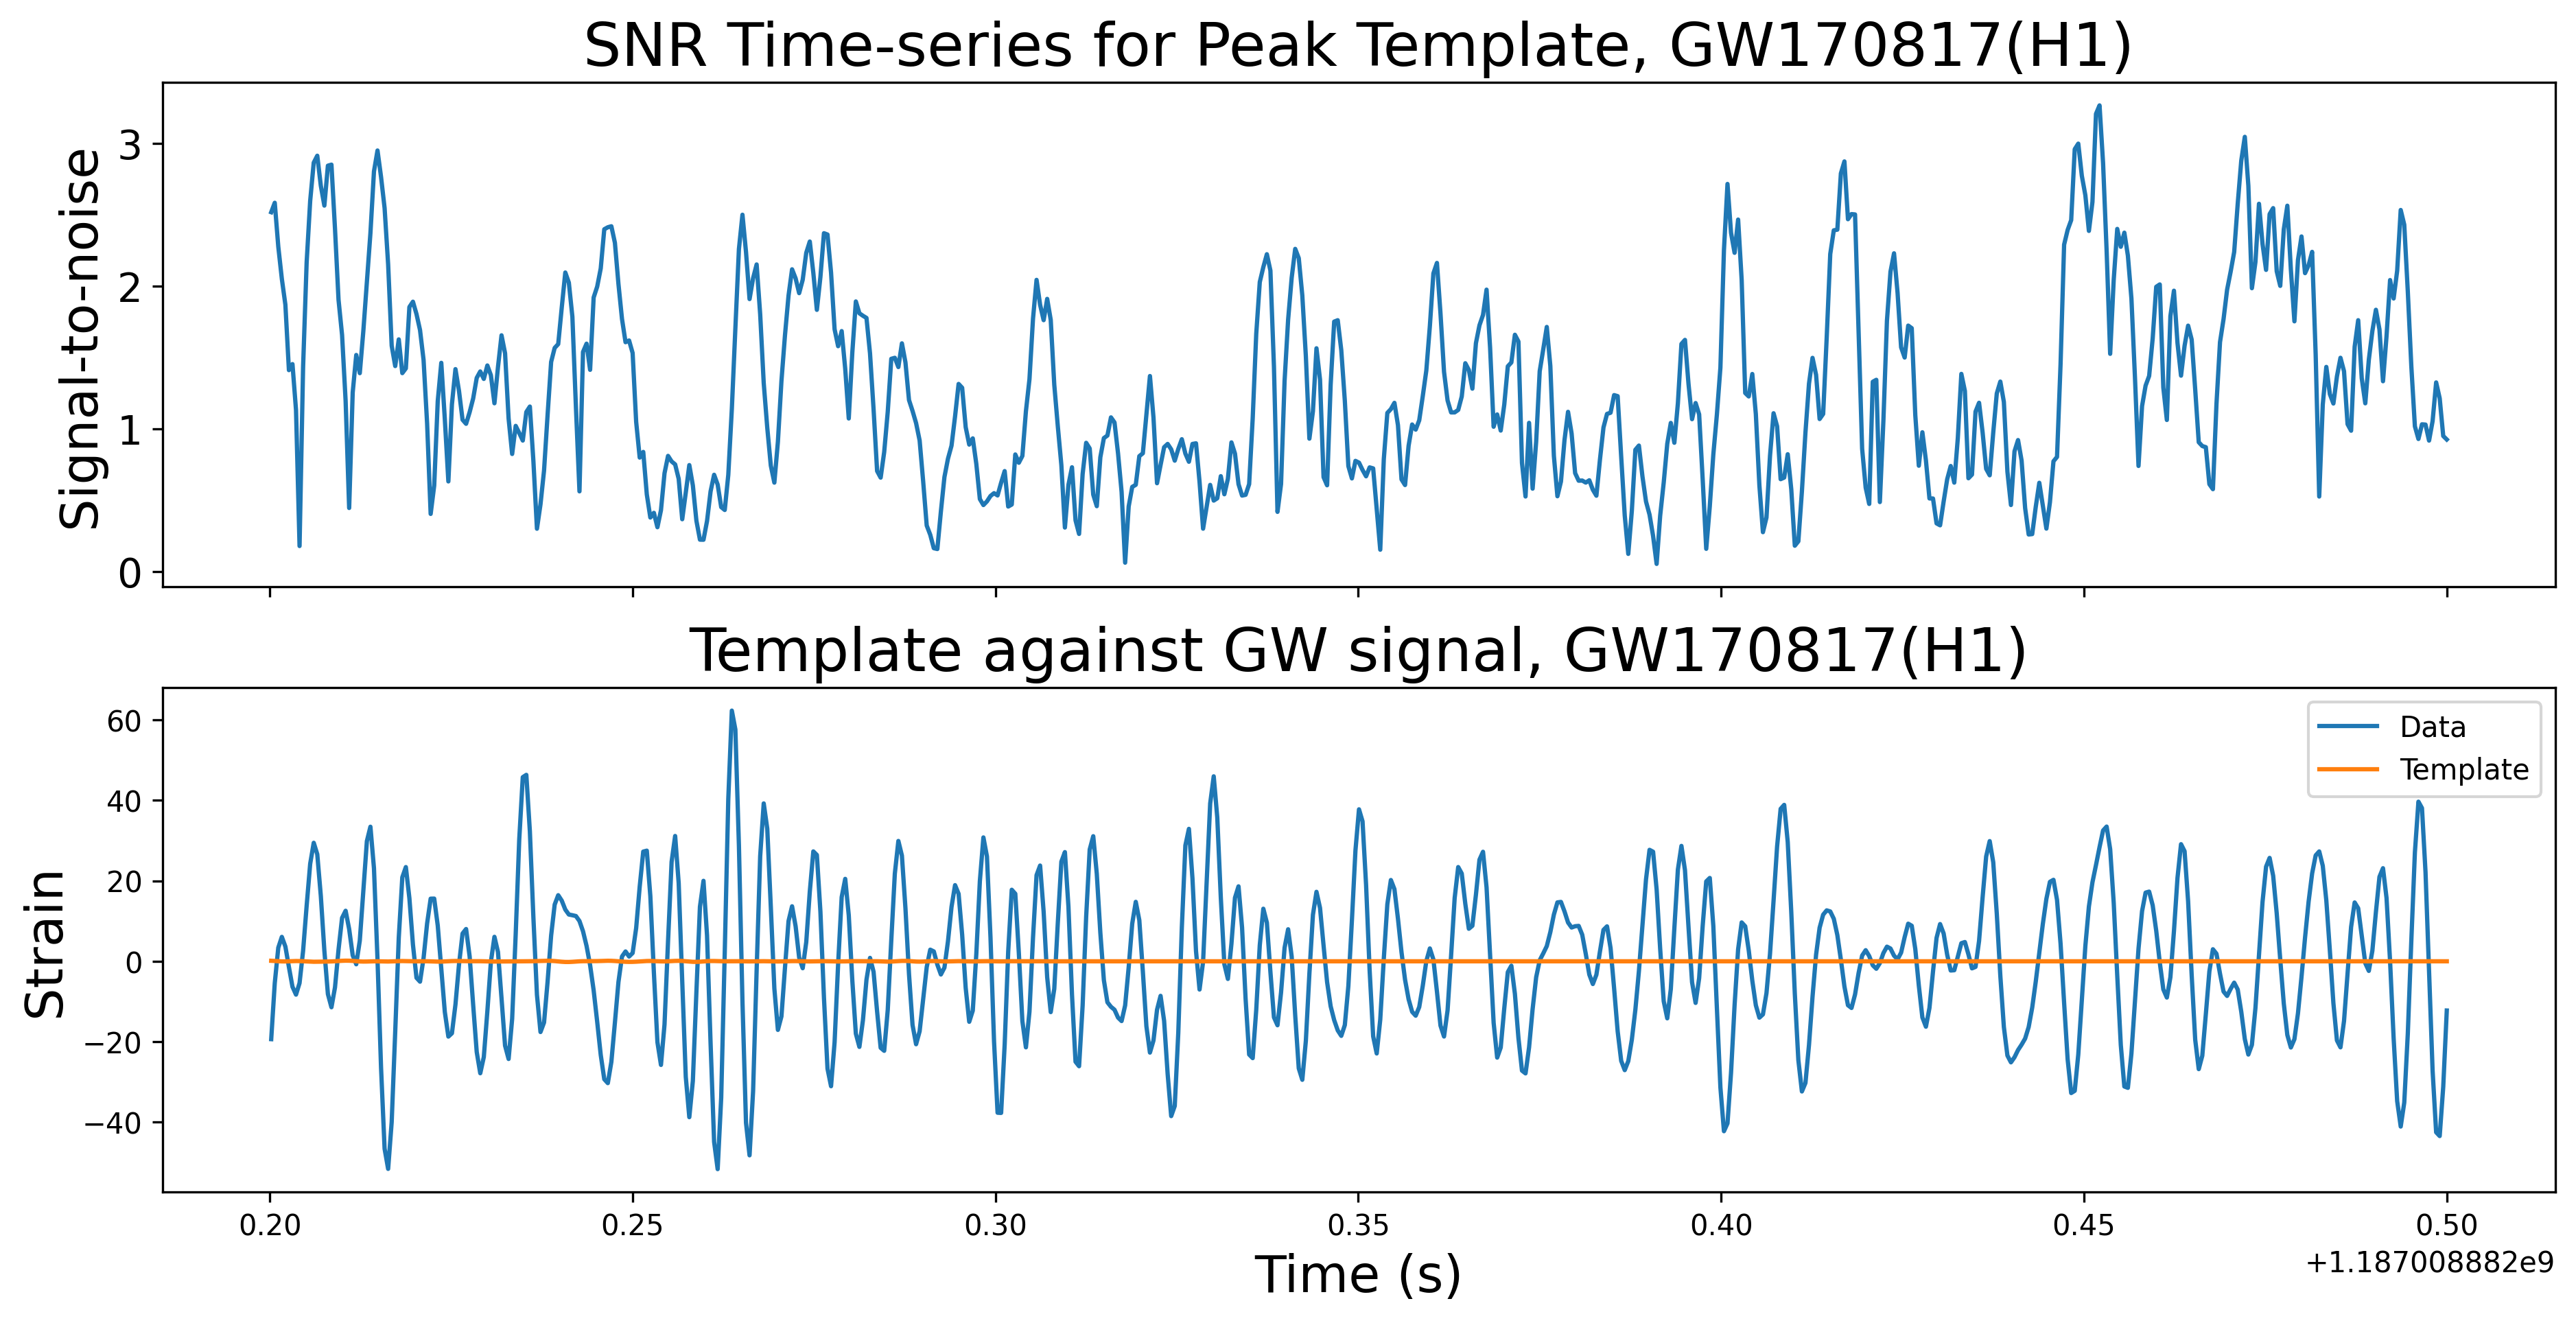 SNR Time-series for Peak Template, GW170817(H1)
Signal-to-noise
3
2
1
0
Template against GW signal, GW170817(H1)
Strain
60
40
20
0
−20
−40
Data
Template
0.20 0.25 0.30 0.35 0.40 0.45 0.50
+1.187008882e9
Time (s)